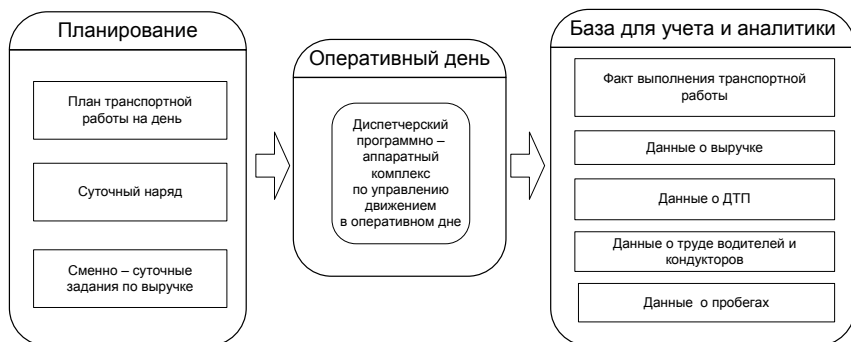 Планирование
План транспортной
работы на день
Суточный наряд
Сменно – суточные
задания по выручке
Оперативный день
Диспетчерский
программно –
аппаратный
комплекс
по управлению
движением
в оперативном дне
База для учета и аналитики
Факт выполнения транспортной
работы
Данные о выручке
Данные о ДТП
Данные о труде водителей и
кондукторов
Данные о пробегах